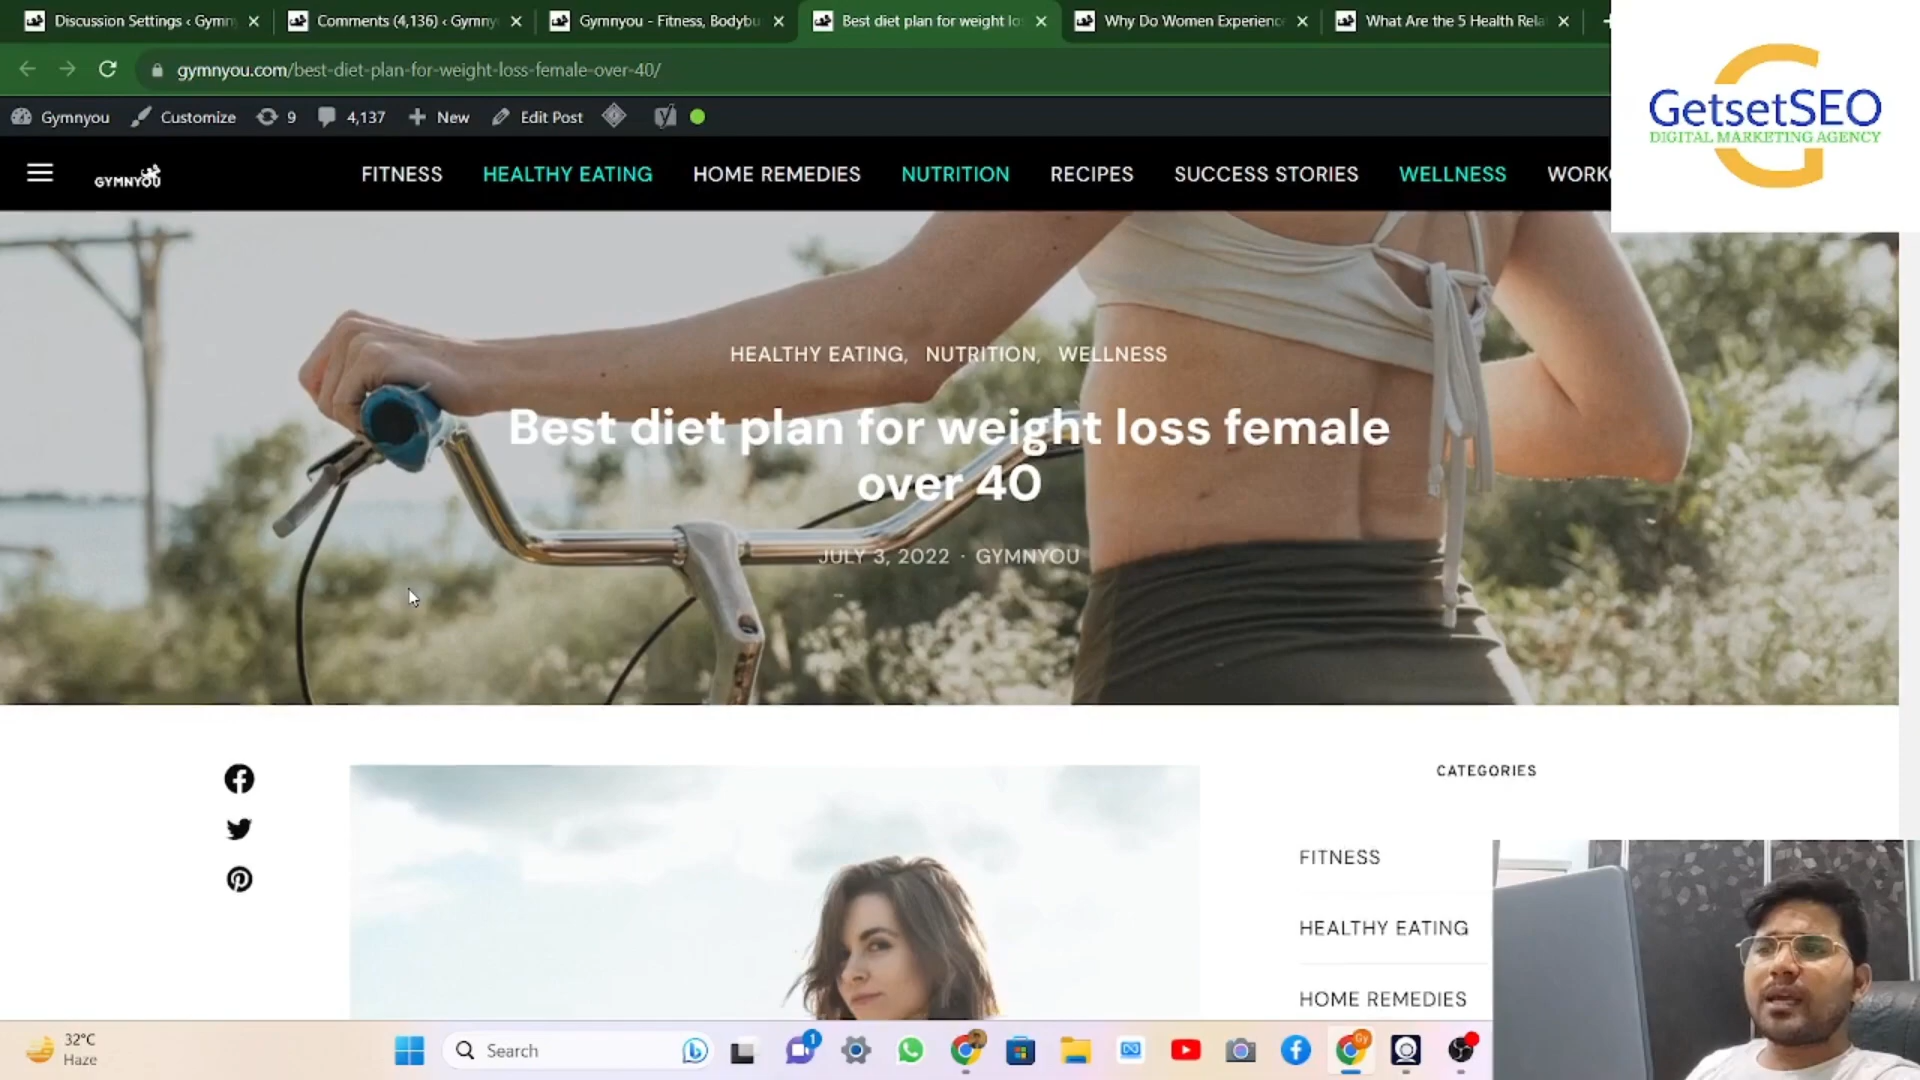 Discussion Settings ‹ Gymn
Comments (4,136) ‹ Gymny
Gymnyou - Fitness, Bodybu
Best diet plan for weight lo
Why Do Women Experienc
What Are the 5 Health Rela
gymnyou.com/best-diet-plan-for-weight-loss-female-over-40/
Gymnyou
Customize
9
4,137
New
Edit Post
GetsetSEO
DIGITAL MARKETING AGENCY
GYMNYOU
FITNESS
HEALTHY EATING
HOME REMEDIES
NUTRITION
RECIPES
SUCCESS STORIES
WELLNESS
WORKO
HEALTHY EATING, NUTRITION, WELLNESS
Best diet plan for weight loss female
over 40
JULY 3, 2022 · GYMNYOU
CATEGORIES
FITNESS
HEALTHY EATING
HOME REMEDIES
32°C
Haze
Search
1
Gy